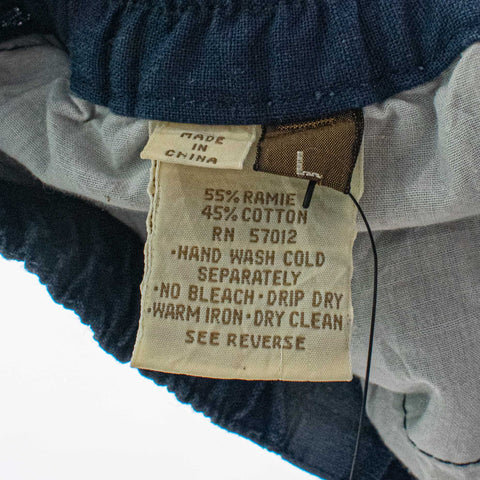 MADE
IN
CHINA
L
55% RAMIE
45% COTTON
RN 57012
·HAND WASH COLD
SEPARATELY
·NO BLEACH·DRIP DRY
·WARM IRON·DRY CLEAN
SEE REVERSE